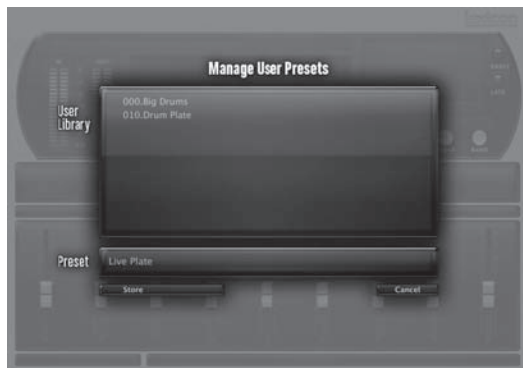 Manage User Presets
User
Library
000.Big Drums
010.Drum Plate
Preset
Live Plate
Store
Cancel